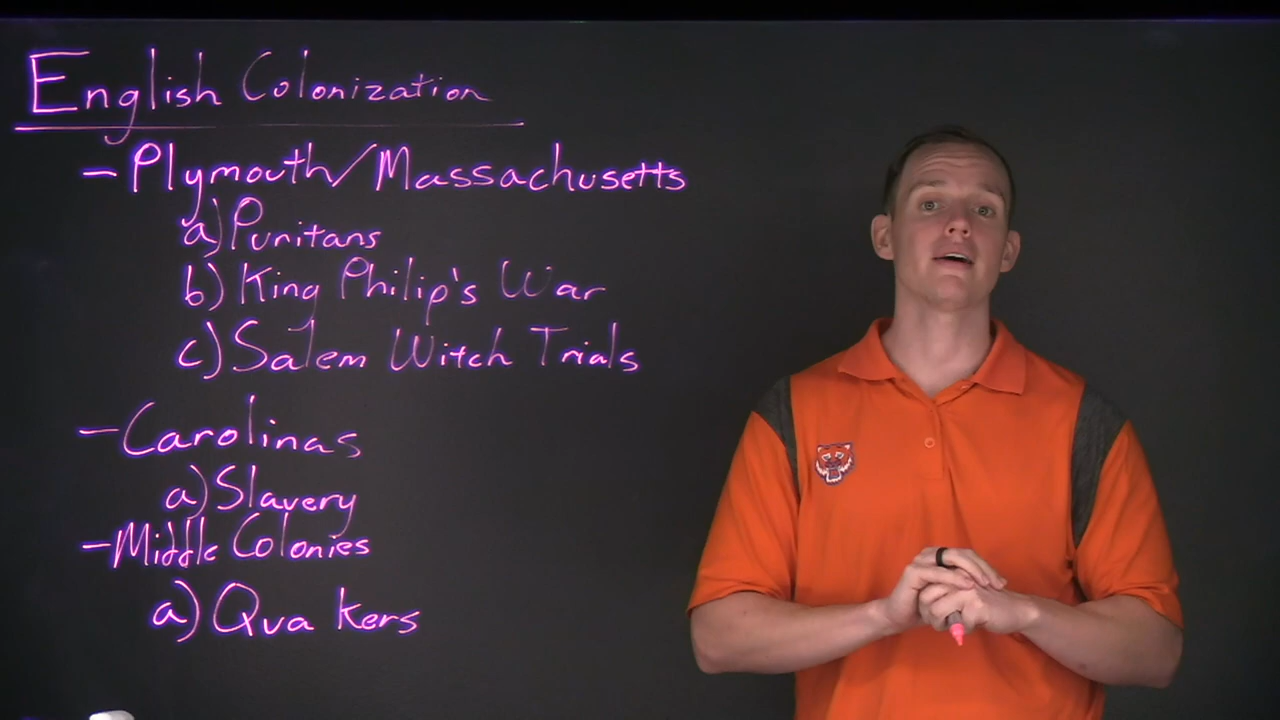 English Colonization
- Plymouth/Massachusetts
a) Puritans
b) King Philip's War
c) Salem Witch Trials
- Carolinas
a) Slavery
- Middle Colonies
a) Quakers